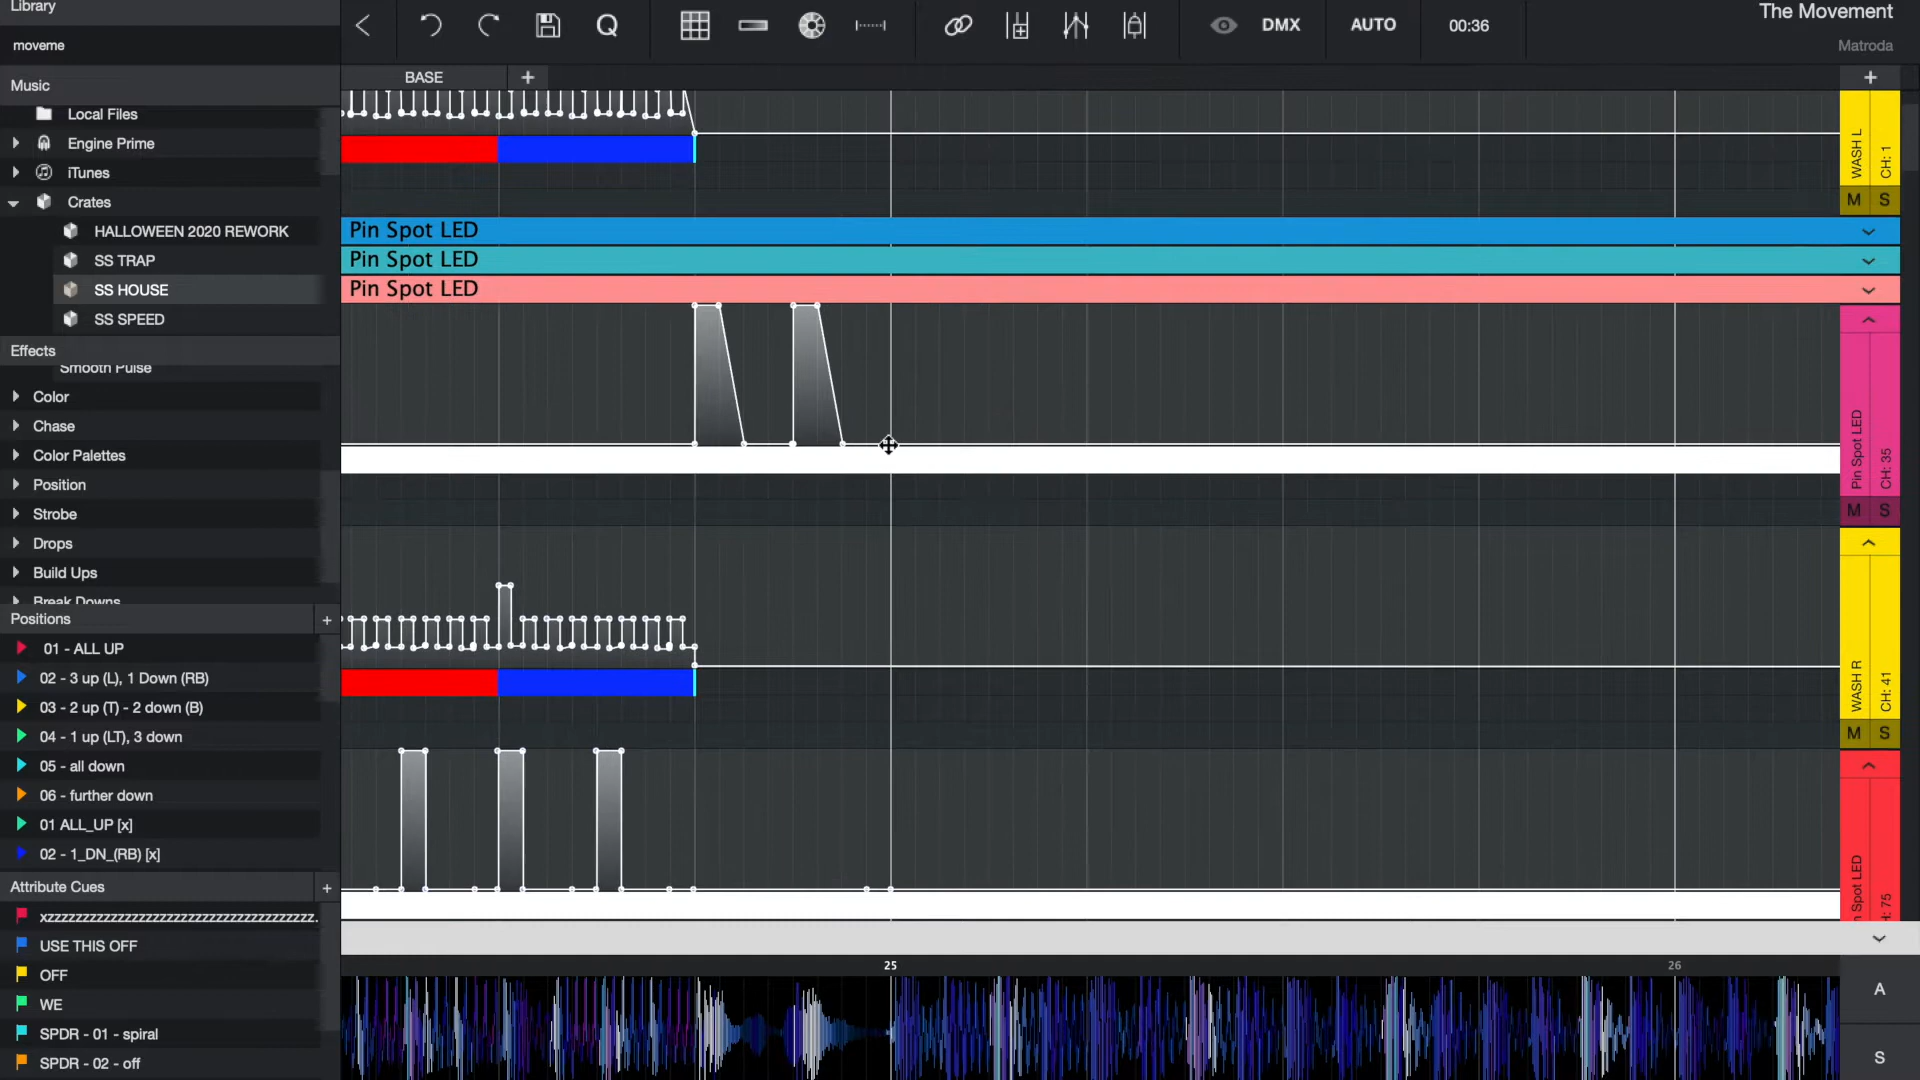 Library
moveme
Music
Local Files
Engine Prime
iTunes
Crates
HALLOWEEN 2020 REWORK
SS TRAP
SS HOUSE
SS SPEED
Effects
Smooth Pulse
Color
Chase
Color Palettes
Position
Strobe
Drops
Build Ups
Break Downs
Positions +
01 - ALL UP
02 - 3 up (L), 1 Down (RB)
03 - 2 up (T) - 2 down (B)
04 - 1 up (LT), 3 down
05 - all down
06 - further down
01 ALL_UP [x]
02 - 1_DN_(RB) [x]
Attribute Cues +
USE THIS OFF
OFF
WE
SPDR - 01 - spiral
SPDR - 02 - off
Q
DMX
AUTO
00:36
The Movement
Matroda
BASE +
+
WASH L
CH: 1
M S
Pin Spot LED
Pin Spot LED
Pin Spot LED
Pin Spot LED
CH: 35
M S
WASH R
CH: 41
M S
Spot LED
H: 75
25
26
A
S